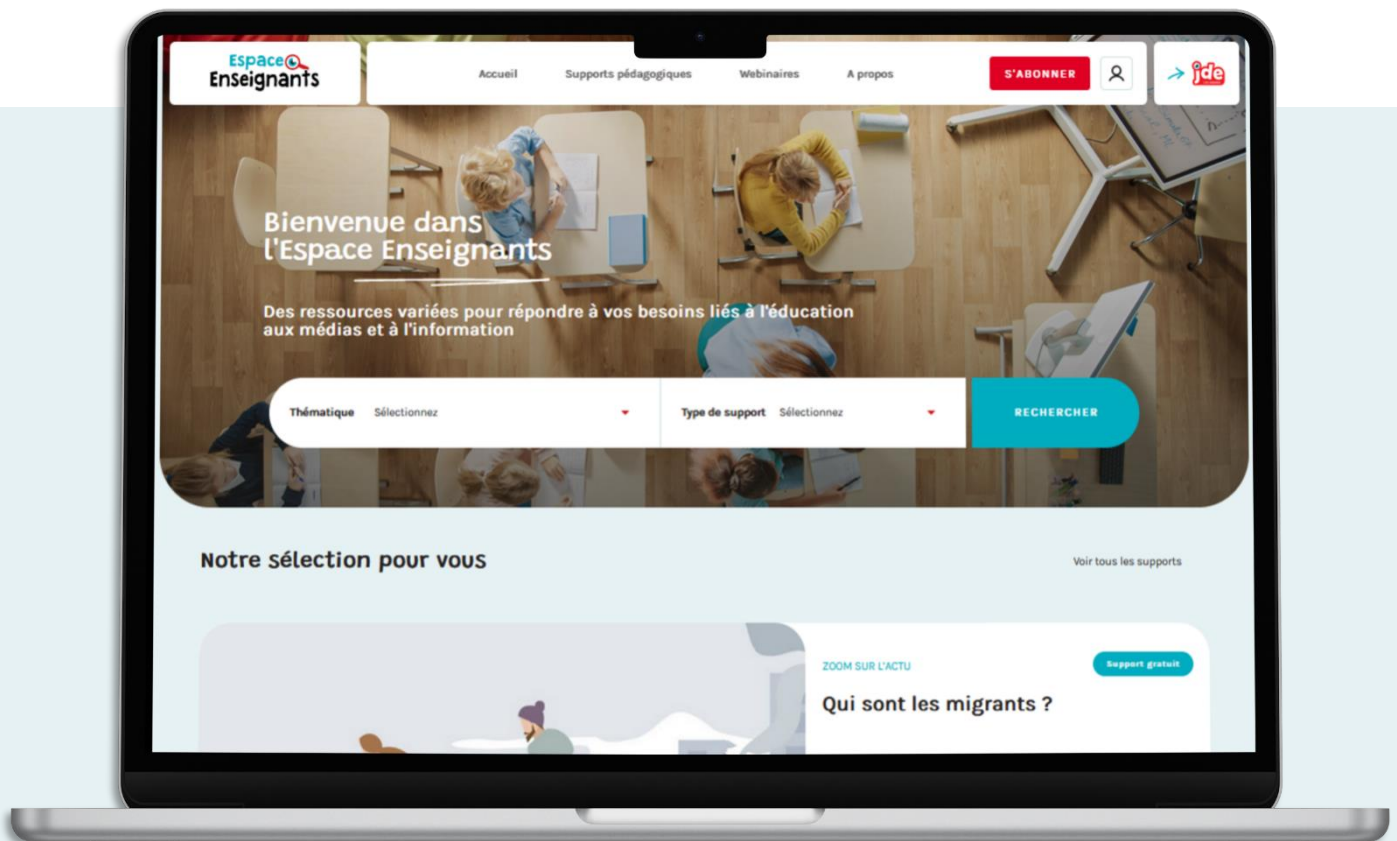 Espace
Enseignants
Accueil
Supports pédagogiques
Webinaires
A propos
S'ABONNER
jde
Bienvenue dans
l'Espace Enseignants
Des ressources variées pour répondre à vos besoins liés à l'éducation
aux médias et à l'information
Thématique Sélectionnez
Type de support Sélectionnez
RECHERCHER
Notre sélection pour vous
Voir tous les supports
ZOOM SUR L'ACTU
Support gratuit
Qui sont les migrants ?